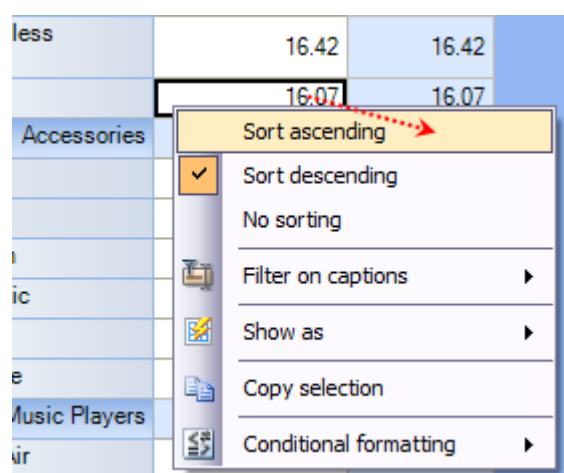 less
16.42 16.42
16.07 16.07
Accessories
Sort ascending
Sort descending
No sorting
ic
Filter on captions
Show as
e
Copy selection
Music Players
Air
Conditional formatting